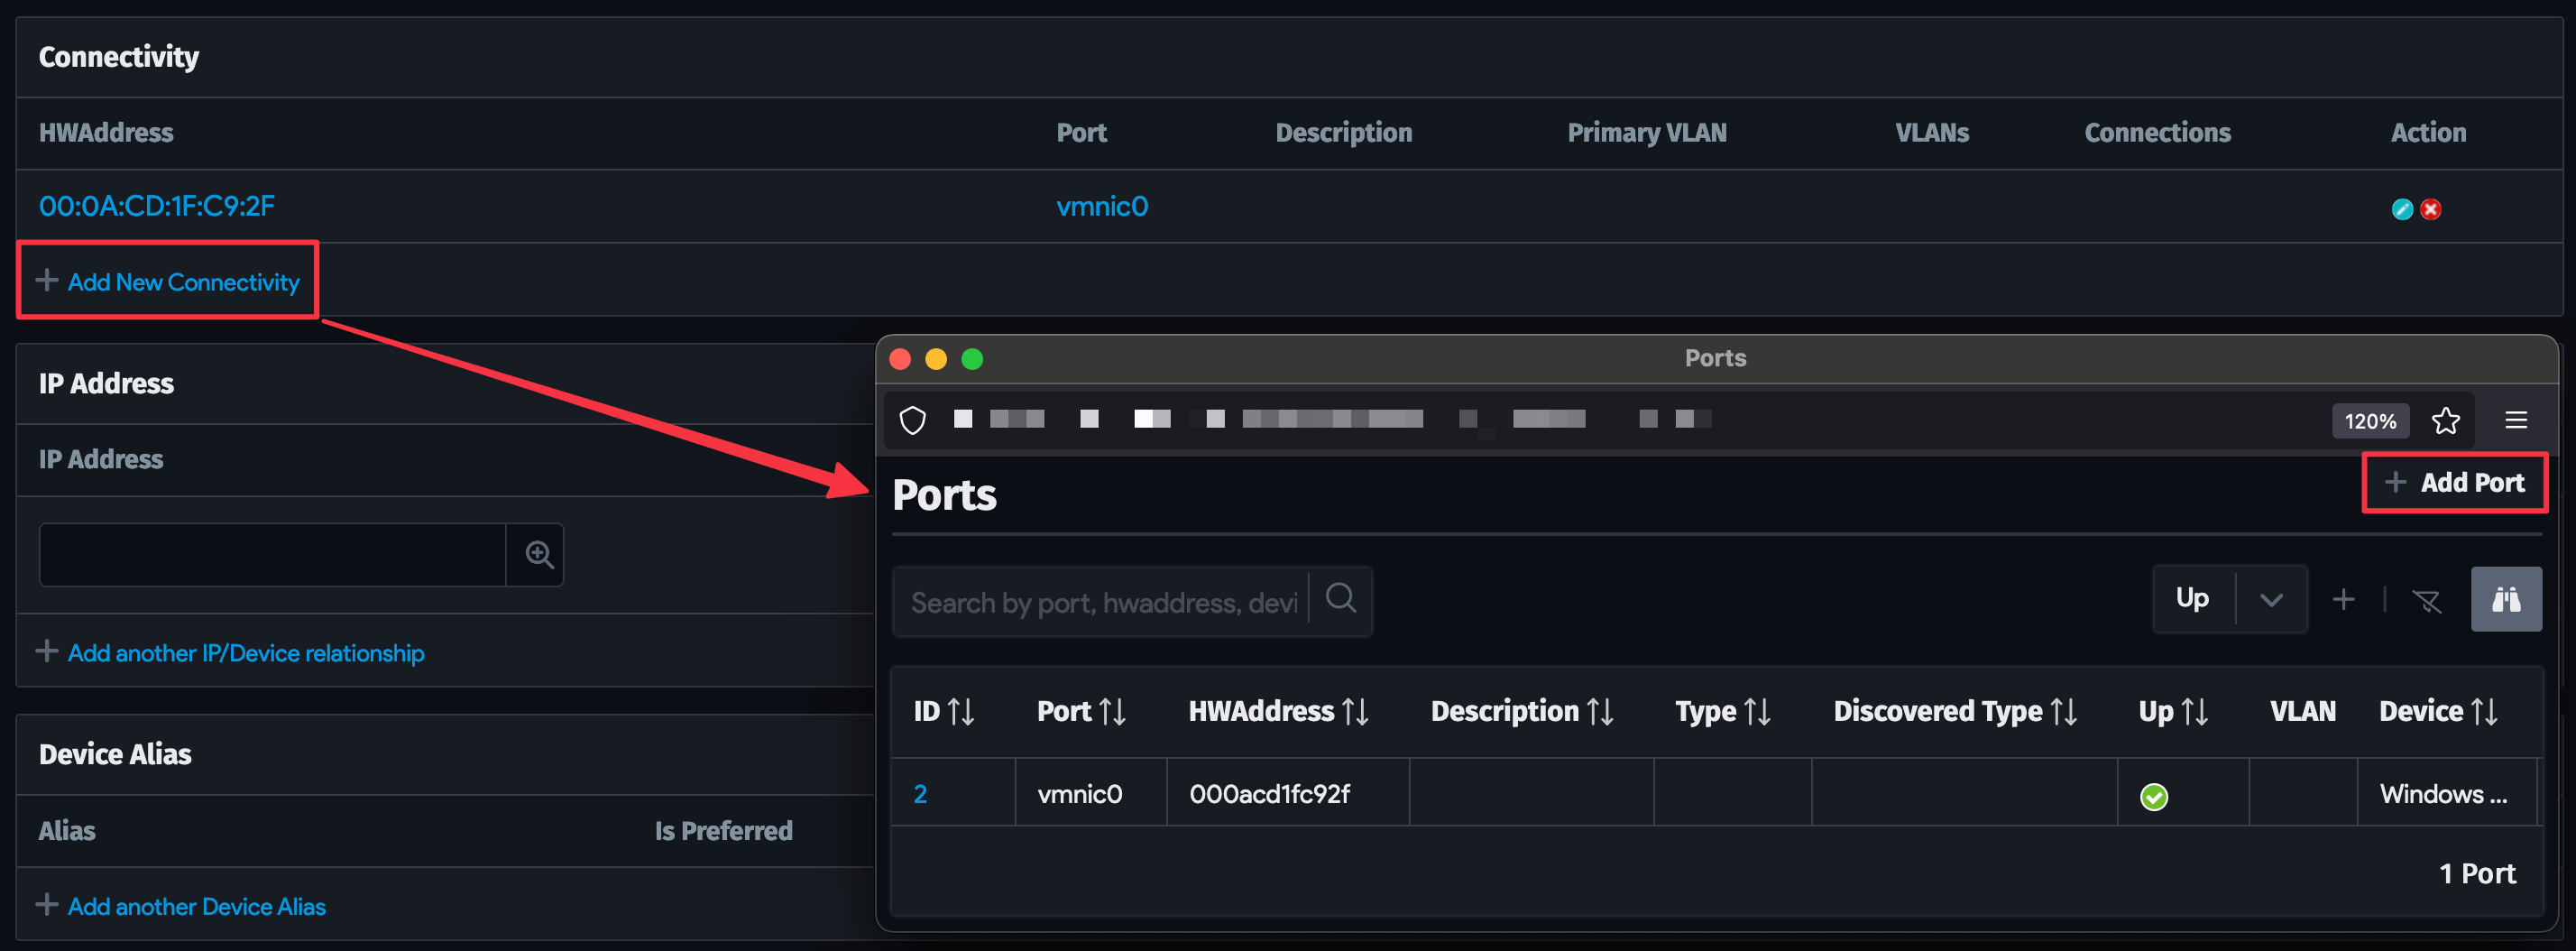 Connectivity
HWAddress Port Description Primary VLAN VLANs Connections Action
00:0A:CD:1F:C9:2F vmnic0
Add New Connectivity
IP Address
IP Address
Add another IP/Device relationship
Device Alias
Alias Is Preferred
Add another Device Alias
Ports
120%
Ports
Add Port
Search by port, hwaddress, devi
Up
ID Port HWAddress Description Type Discovered Type Up VLAN Device
2 vmnic0 000acd1fc92f Windows ...
1 Port